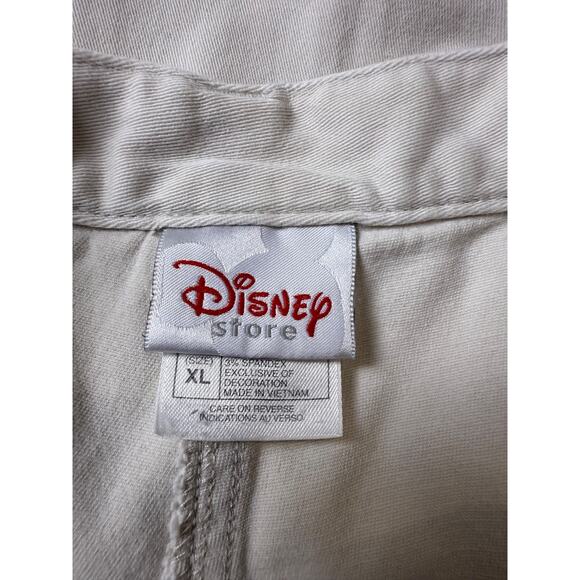 Disney
store
(SIZE)
XL
3% SPANDEX
EXCLUSIVE OF
DECORATION
MADE IN VIETNAM
CARE ON REVERSE
INDICATIONS AU VERSO